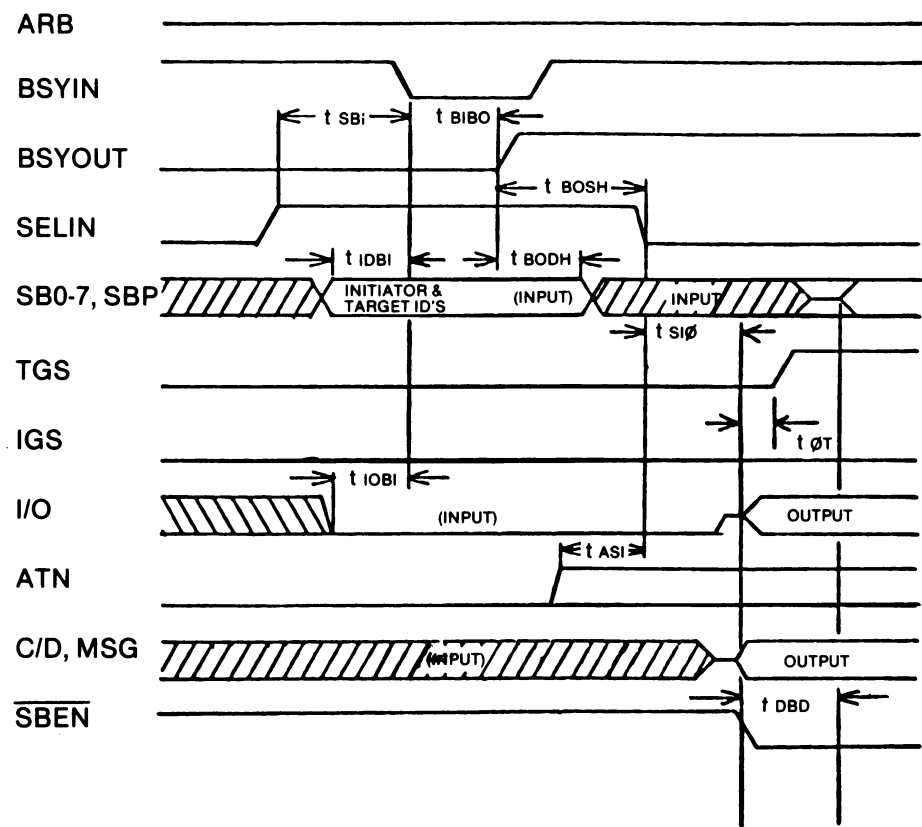 ARB
BSYIN
t SBi
t BIBO
BSYOUT
t BOSH
SELIN
t IDBI
t BODH
SB0-7, SBP
INITIATOR &
TARGET ID'S
(INPUT)
INPUT
t SIØ
TGS
IGS
t ØT
t IOBI
I/O
(INPUT)
OUTPUT
t ASI
ATN
C/D, MSG
(INPUT)
OUTPUT
t DBD
SBEN